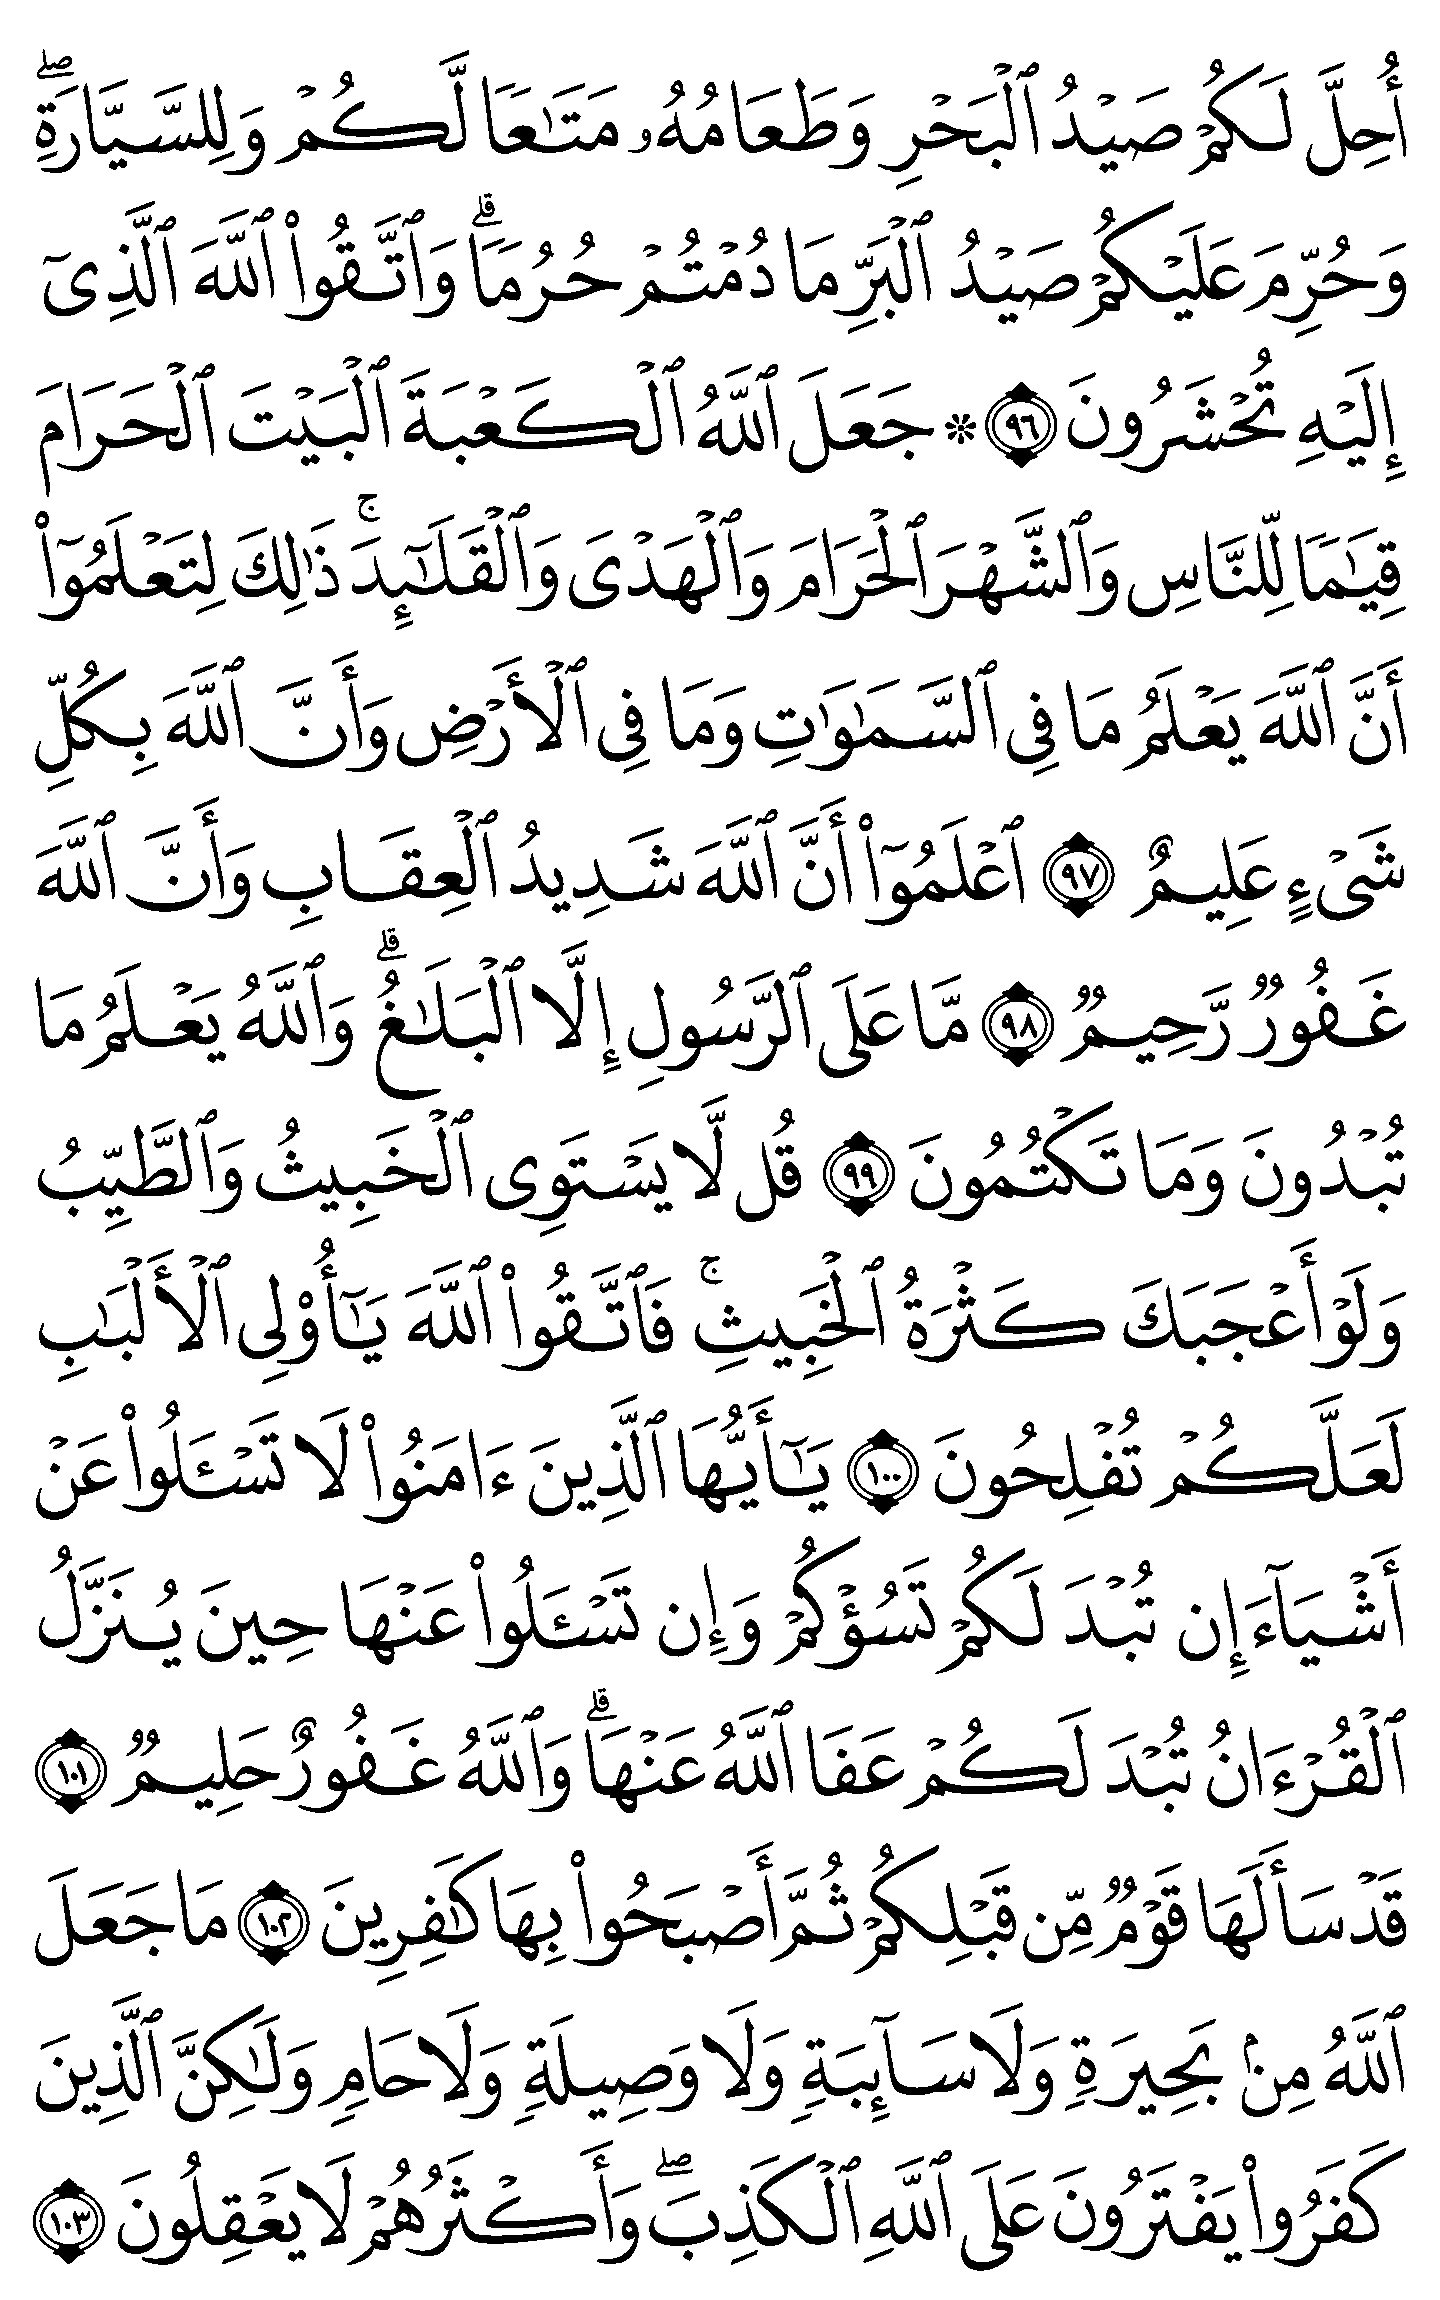 أُحِلَّ لَكُمۡ صَيۡدُ ٱلۡبَحۡرِ وَطَعَامُهُۥ مَتَٰعٗا لَّكُمۡ وَلِلسَّيَّارَةِۖ
وَحُرِّمَ عَلَيۡكُمۡ صَيۡدُ ٱلۡبَرِّ مَا دُمۡتُمۡ حُرُمٗاۗ وَٱتَّقُواْ ٱللَّهَ ٱلَّذِيٓ
إِلَيۡهِ تُحۡشَرُونَ ٩٦ ۞ جَعَلَ ٱللَّهُ ٱلۡكَعۡبَةَ ٱلۡبَيۡتَ ٱلۡحَرَامَ
قِيَٰمٗا لِّلنَّاسِ وَٱلشَّهۡرَ ٱلۡحَرَامَ وَٱلۡهَدۡيَ وَٱلۡقَلَٰٓئِدَۚ ذَٰلِكَ لِتَعۡلَمُوٓاْ
أَنَّ ٱللَّهَ يَعۡلَمُ مَا فِي ٱلسَّمَٰوَٰتِ وَمَا فِي ٱلۡأَرۡضِ وَأَنَّ ٱللَّهَ بِكُلِّ
شَيۡءٍ عَلِيمٌ ٩٧ ٱعۡلَمُوٓاْ أَنَّ ٱللَّهَ شَدِيدُ ٱلۡعِقَابِ وَأَنَّ ٱللَّهَ
غَفُورٞ رَّحِيمٞ ٩٨ مَّا عَلَى ٱلرَّسُولِ إِلَّا ٱلۡبَلَٰغُۗ وَٱللَّهُ يَعۡلَمُ مَا
تُبۡدُونَ وَمَا تَكۡتُمُونَ ٩٩ قُل لَّا يَسۡتَوِي ٱلۡخَبِيثُ وَٱلطَّيِّبُ
وَلَوۡ أَعۡجَبَكَ كَثۡرَةُ ٱلۡخَبِيثِۚ فَٱتَّقُواْ ٱللَّهَ يَٰٓأُوْلِي ٱلۡأَلۡبَٰبِ
لَعَلَّكُمۡ تُفۡلِحُونَ ١٠٠ يَٰٓأَيُّهَا ٱلَّذِينَ ءَامَنُواْ لَا تَسۡـَٔلُواْ عَنۡ
أَشۡيَآءَ إِن تُبۡدَ لَكُمۡ تَسُؤۡكُمۡ وَإِن تَسۡـَٔلُواْ عَنۡهَا حِينَ يُنَزَّلُ
ٱلۡقُرۡءَانُ تُبۡدَ لَكُمۡ عَفَا ٱللَّهُ عَنۡهَاۗ وَٱللَّهُ غَفُورٌ حَلِيمٞ ١٠١
قَدۡ سَأَلَهَا قَوۡمٞ مِّن قَبۡلِكُمۡ ثُمَّ أَصۡبَحُواْ بِهَا كَٰفِرِينَ ١٠٢ مَا جَعَلَ
ٱللَّهُ مِنۢ بَحِيرَةٖ وَلَا سَآئِبَةٖ وَلَا وَصِيلَةٖ وَلَا حَامٖ وَلَٰكِنَّ ٱلَّذِينَ
كَفَرُواْ يَفۡتَرُونَ عَلَى ٱللَّهِ ٱلۡكَذِبَۖ وَأَكۡثَرُهُمۡ لَا يَعۡقِلُونَ ١٠٣